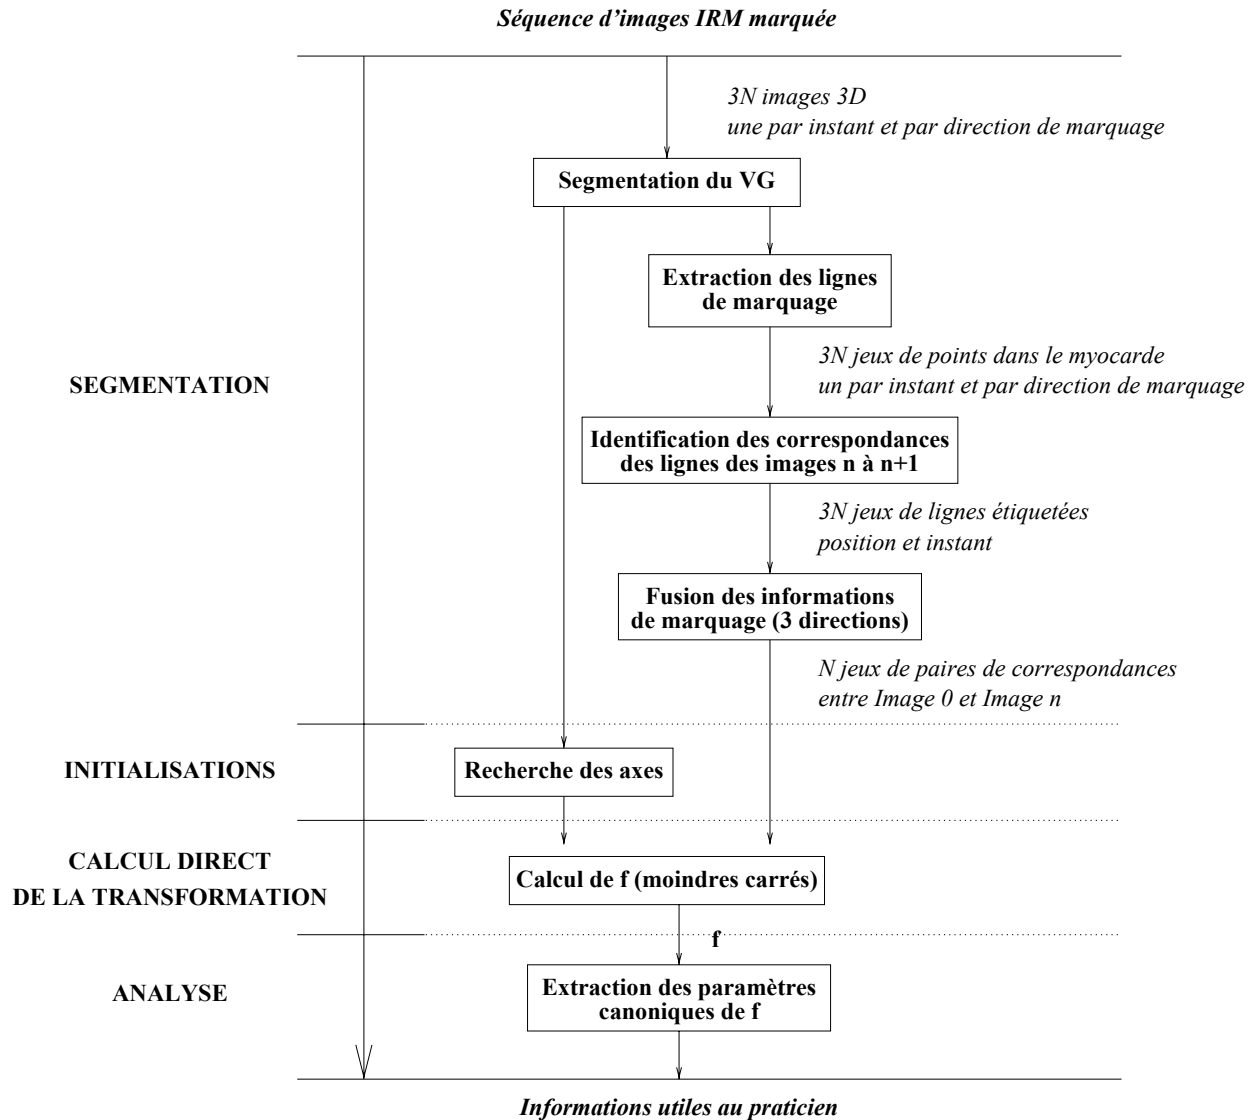 Séquence d'images IRM marquée
3N images 3D
une par instant et par direction de marquage
Segmentation du VG
Extraction des lignes
de marquage
3N jeux de points dans le myocarde
un par instant et par direction de marquage
SEGMENTATION
Identification des correspondances
des lignes des images n à n+1
3N jeux de lignes étiquetées
position et instant
Fusion des informations
de marquage (3 directions)
N jeux de paires de correspondances
entre Image 0 et Image n
INITIALISATIONS
Recherche des axes
CALCUL DIRECT
DE LA TRANSFORMATION
Calcul de f (moindres carrés)
f
ANALYSE
Extraction des paramètres
canoniques de f
Informations utiles au praticien